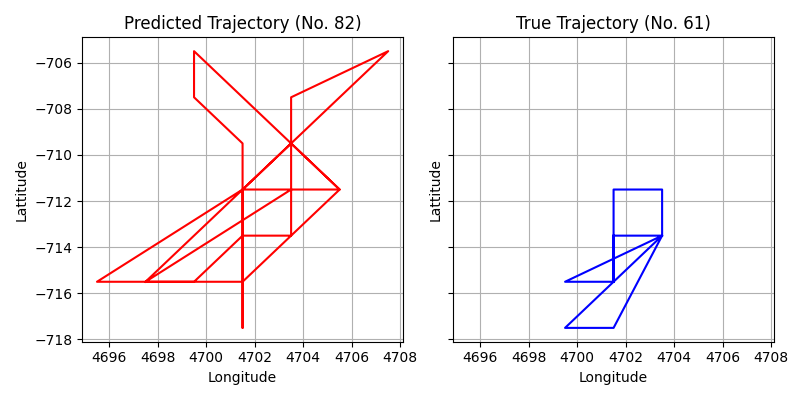 Predicted Trajectory (No. 82)
True Trajectory (No. 61)
Lattitude
−706
−708
−710
−712
−714
−716
−718
4696 4698 4700 4702 4704 4706 4708
Longitude
Lattitude
4696 4698 4700 4702 4704 4706 4708
Longitude